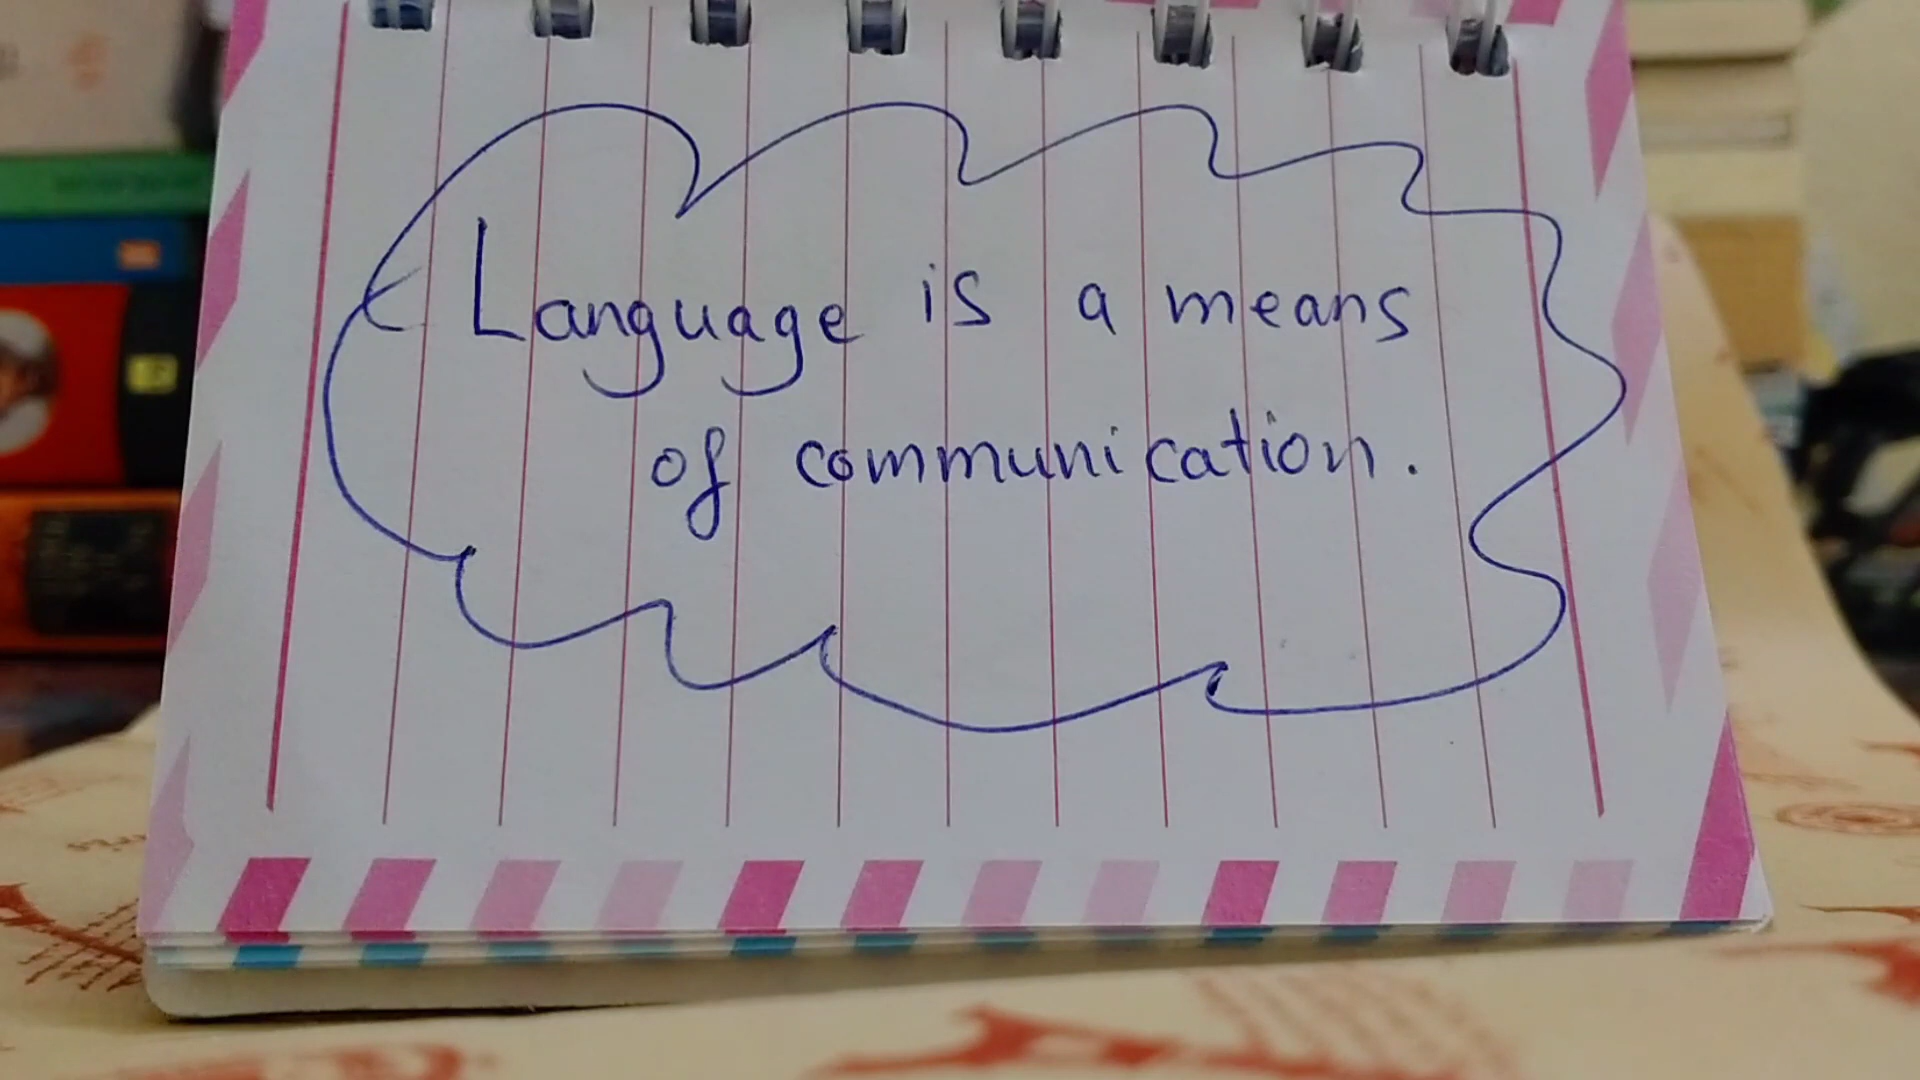 Language is a means
of communication.